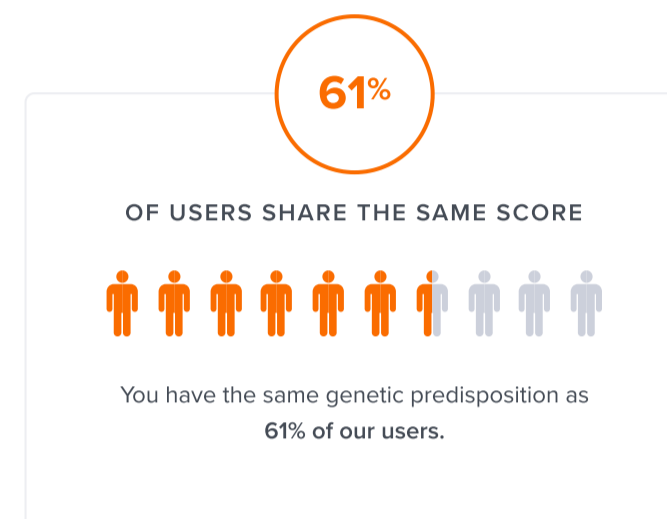 61%
OF USERS SHARE THE SAME SCORE
You have the same genetic predisposition as
61% of our users.